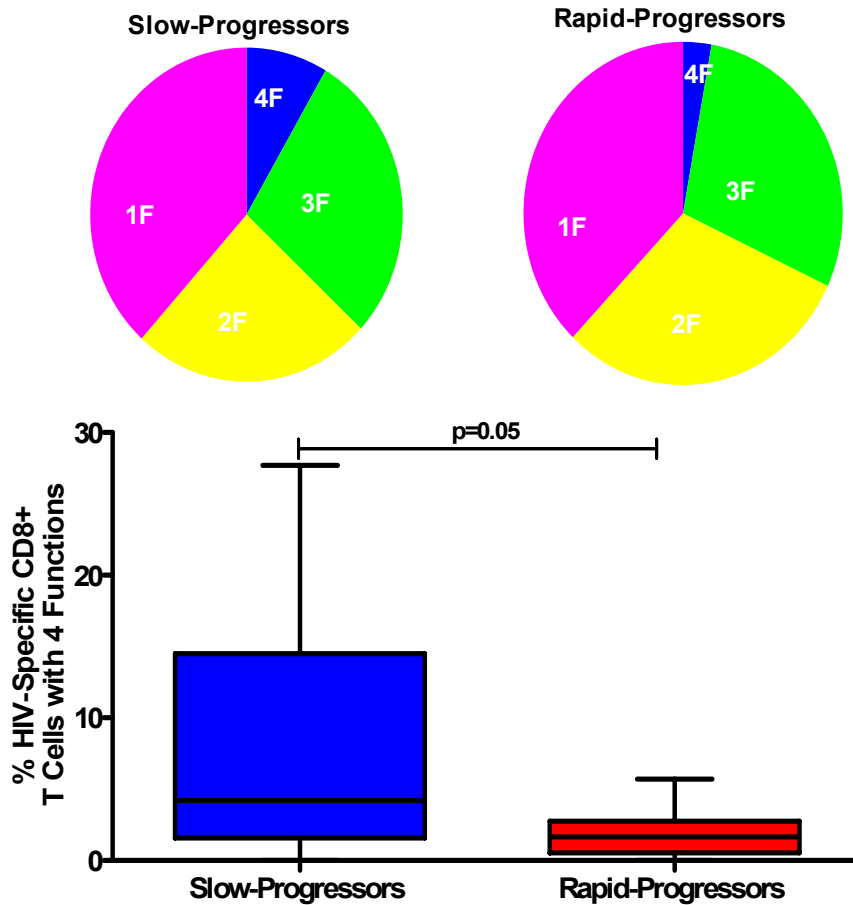 Slow-Progressors
Rapid-Progressors
4F
3F
2F
1F
4F
3F
2F
1F
p=0.05
% HIV-Specific CD8+
T Cells with 4 Functions
30
20
10
0
Slow-Progressors
Rapid-Progressors